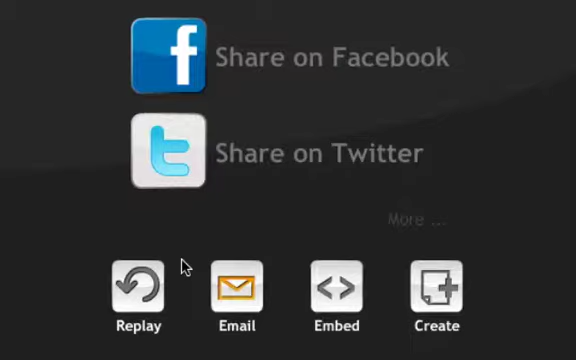 Share on Facebook
Share on Twitter
More ...
Replay Email Embed Create